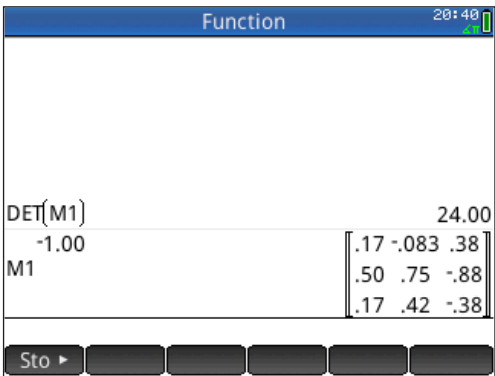 Function
20:40
∡π
DET(M1)
24.00
M1^-1.00
[.17 -.083 .38
.50 .75 -.88
.17 .42 -.38]
Sto ▸